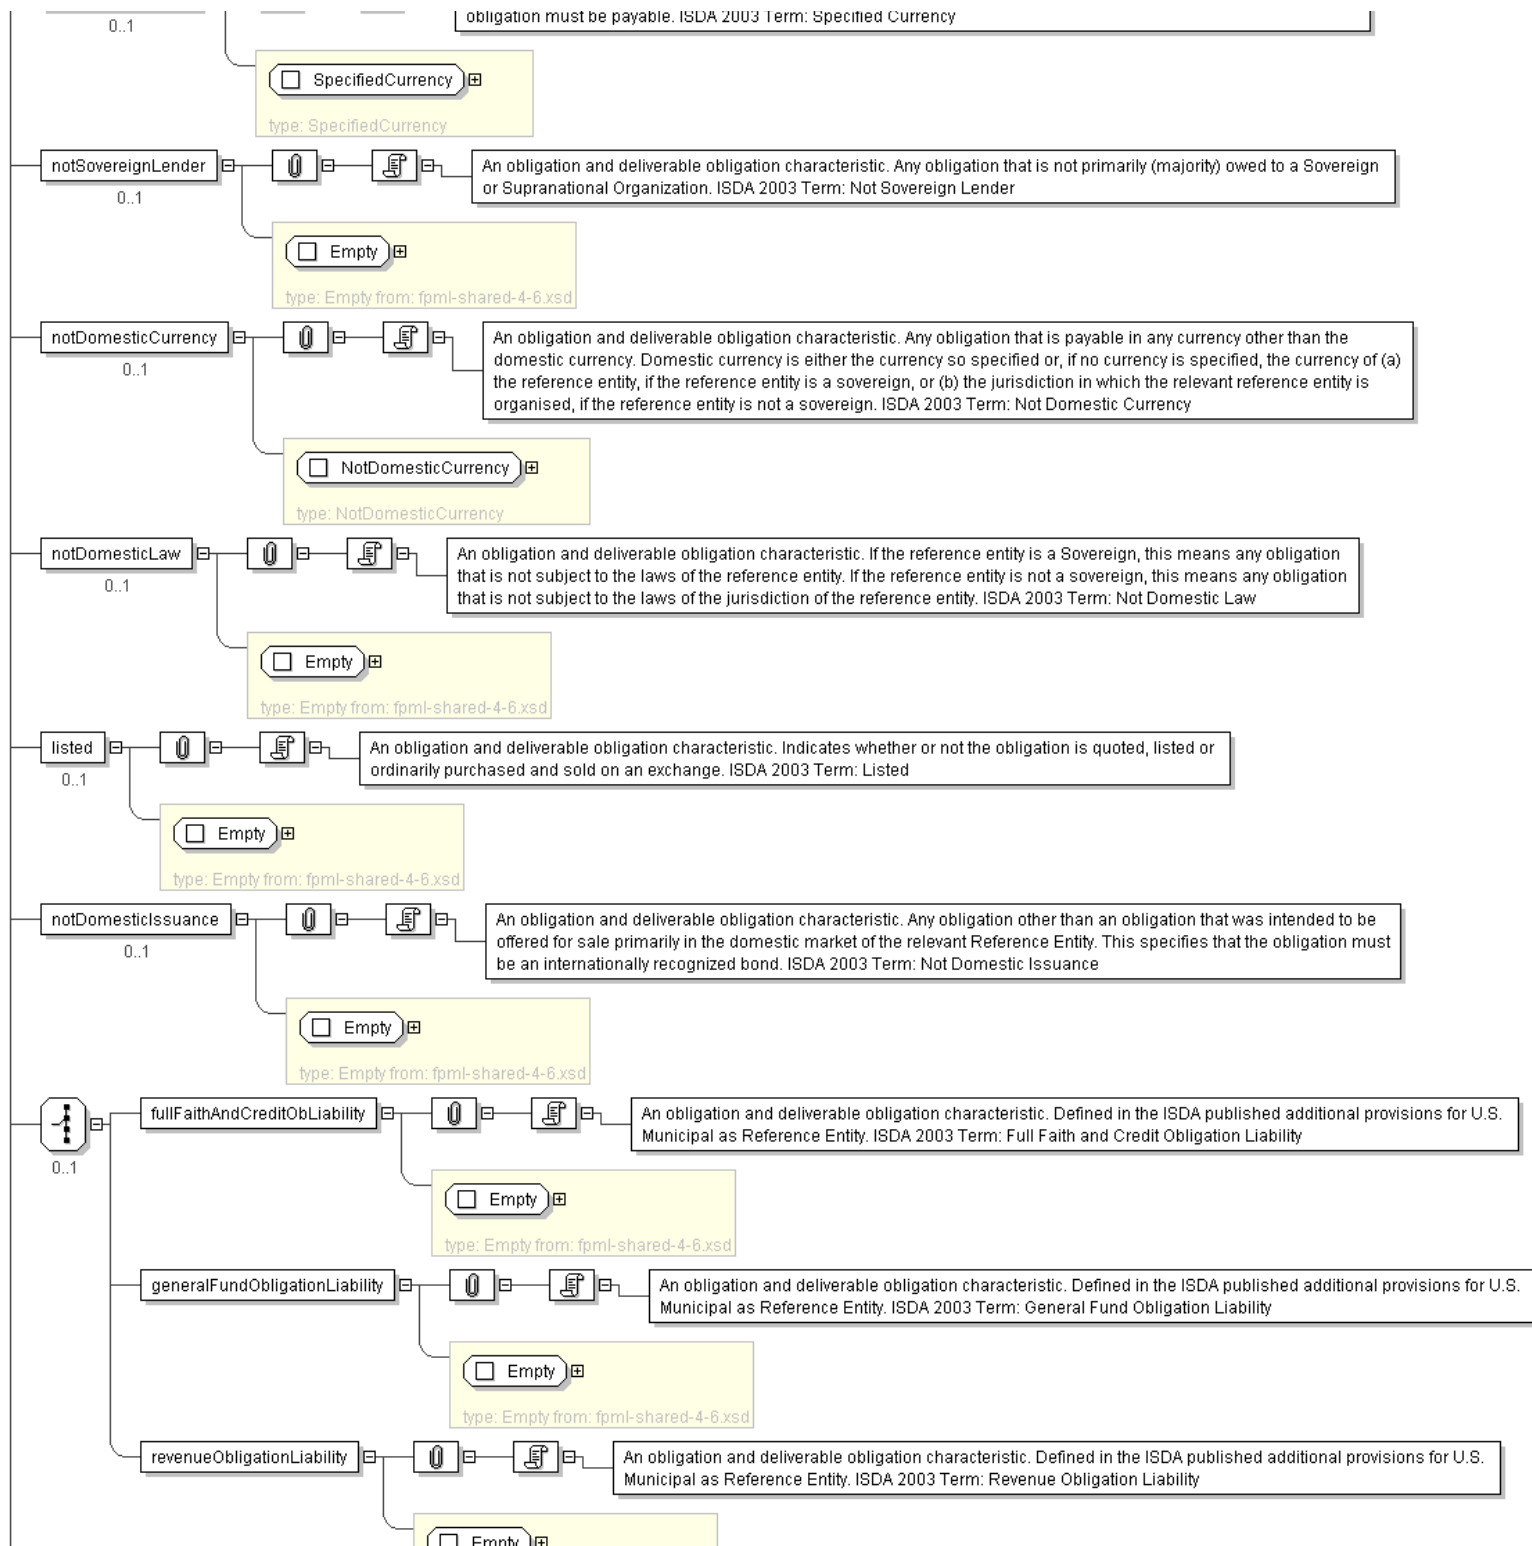 obligation must be payable. ISDA 2003 Term: Specified Currency
0..1
SpecifiedCurrency
type: SpecifiedCurrency
notSovereignLender
0..1
An obligation and deliverable obligation characteristic. Any obligation that is not primarily (majority) owed to a Sovereign
or Supranational Organization. ISDA 2003 Term: Not Sovereign Lender
Empty
type: Empty from: fpml-shared-4-6.xsd
notDomesticCurrency
0..1
An obligation and deliverable obligation characteristic. Any obligation that is payable in any currency other than the
domestic currency. Domestic currency is either the currency so specified or, if no currency is specified, the currency of (a)
the reference entity, if the reference entity is a sovereign, or (b) the jurisdiction in which the relevant reference entity is
organised, if the reference entity is not a sovereign. ISDA 2003 Term: Not Domestic Currency
NotDomesticCurrency
type: NotDomesticCurrency
notDomesticLaw
0..1
An obligation and deliverable obligation characteristic. If the reference entity is a Sovereign, this means any obligation
that is not subject to the laws of the reference entity. If the reference entity is not a sovereign, this means any obligation
that is not subject to the laws of the jurisdiction of the reference entity. ISDA 2003 Term: Not Domestic Law
Empty
type: Empty from: fpml-shared-4-6.xsd
listed
0..1
An obligation and deliverable obligation characteristic. Indicates whether or not the obligation is quoted, listed or
ordinarily purchased and sold on an exchange. ISDA 2003 Term: Listed
Empty
type: Empty from: fpml-shared-4-6.xsd
notDomesticIssuance
0..1
An obligation and deliverable obligation characteristic. Any obligation other than an obligation that was intended to be
offered for sale primarily in the domestic market of the relevant Reference Entity. This specifies that the obligation must
be an internationally recognized bond. ISDA 2003 Term: Not Domestic Issuance
Empty
type: Empty from: fpml-shared-4-6.xsd
0..1
fullFaithAndCreditObLiability
An obligation and deliverable obligation characteristic. Defined in the ISDA published additional provisions for U.S.
Municipal as Reference Entity. ISDA 2003 Term: Full Faith and Credit Obligation Liability
Empty
type: Empty from: fpml-shared-4-6.xsd
generalFundObligationLiability
An obligation and deliverable obligation characteristic. Defined in the ISDA published additional provisions for U.S.
Municipal as Reference Entity. ISDA 2003 Term: General Fund Obligation Liability
Empty
type: Empty from: fpml-shared-4-6.xsd
revenueObligationLiability
An obligation and deliverable obligation characteristic. Defined in the ISDA published additional provisions for U.S.
Municipal as Reference Entity. ISDA 2003 Term: Revenue Obligation Liability
Empty